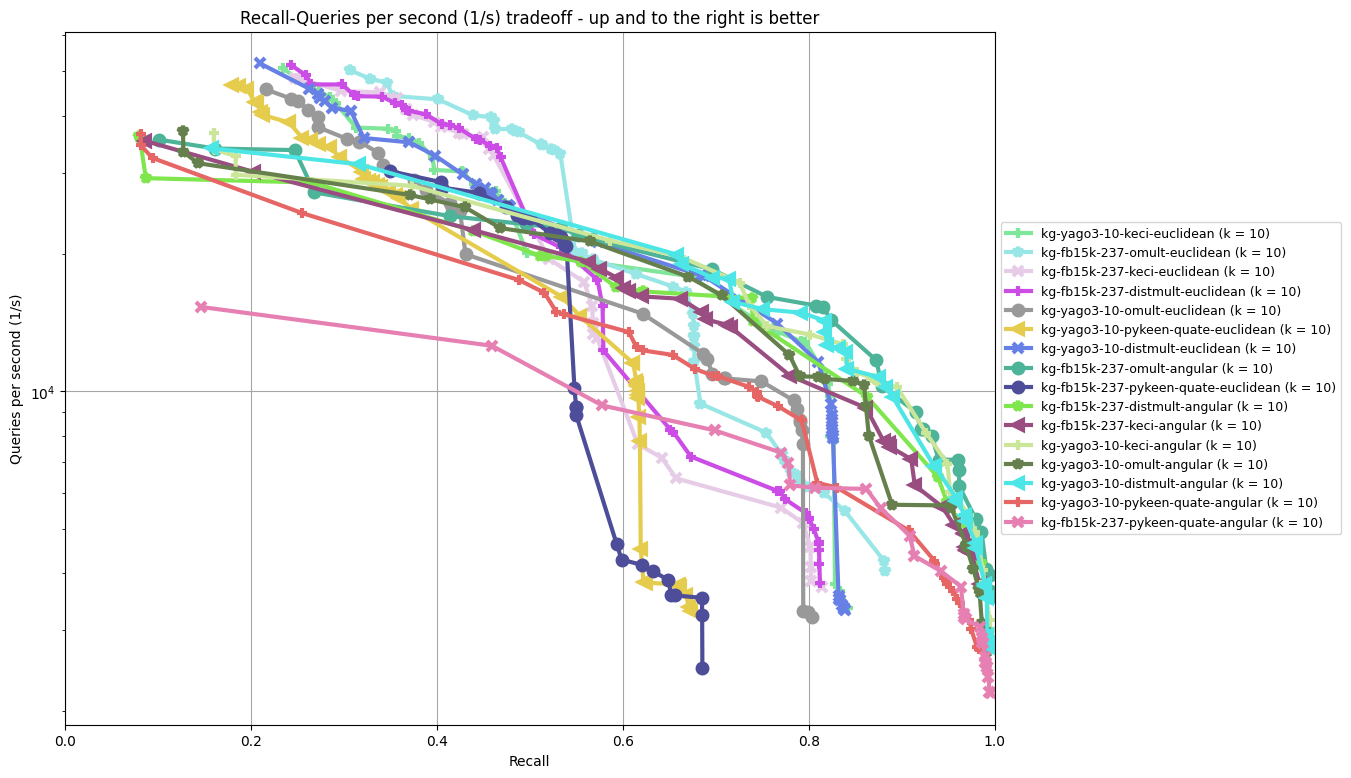 Recall-Queries per second (1/s) tradeoff - up and to the right is better
Queries per second (1/s)
10⁴
0.0 0.2 0.4 0.6 0.8 1.0
Recall
kg-yago3-10-keci-euclidean (k = 10)
kg-fb15k-237-omult-euclidean (k = 10)
kg-fb15k-237-keci-euclidean (k = 10)
kg-fb15k-237-distmult-euclidean (k = 10)
kg-yago3-10-omult-euclidean (k = 10)
kg-yago3-10-pykeen-quate-euclidean (k = 10)
kg-yago3-10-distmult-euclidean (k = 10)
kg-fb15k-237-omult-angular (k = 10)
kg-fb15k-237-pykeen-quate-euclidean (k = 10)
kg-fb15k-237-distmult-angular (k = 10)
kg-fb15k-237-keci-angular (k = 10)
kg-yago3-10-keci-angular (k = 10)
kg-yago3-10-omult-angular (k = 10)
kg-yago3-10-distmult-angular (k = 10)
kg-yago3-10-pykeen-quate-angular (k = 10)
kg-fb15k-237-pykeen-quate-angular (k = 10)